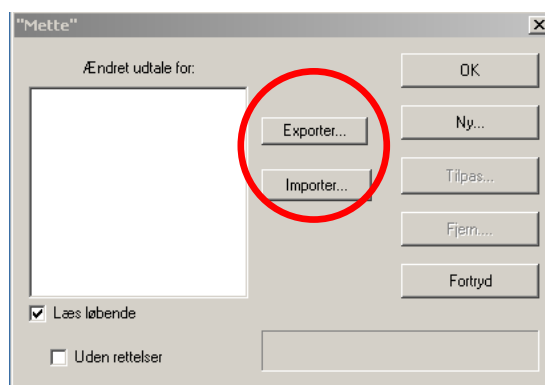 "Mette"
Ændret udtale for:
OK
Exporter...
Ny...
Importer...
Tilpas...
Fjern....
Fortryd
Læs løbende
Uden rettelser